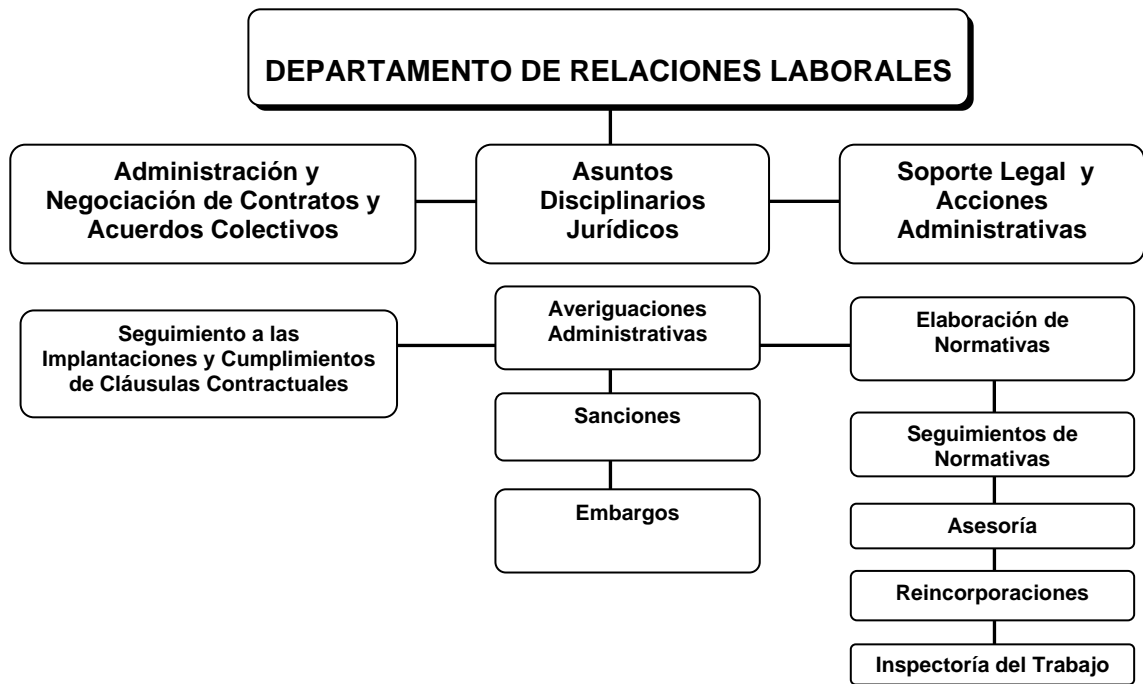 DEPARTAMENTO DE RELACIONES LABORALES
Administración y
Negociación de Contratos y
Acuerdos Colectivos
Asuntos
Disciplinarios
Jurídicos
Soporte Legal y
Acciones
Administrativas
Seguimiento a las
Implantaciones y Cumplimientos
de Cláusulas Contractuales
Averiguaciones
Administrativas
Sanciones
Embargos
Elaboración de
Normativas
Seguimientos de
Normativas
Asesoría
Reincorporaciones
Inspectoría del Trabajo